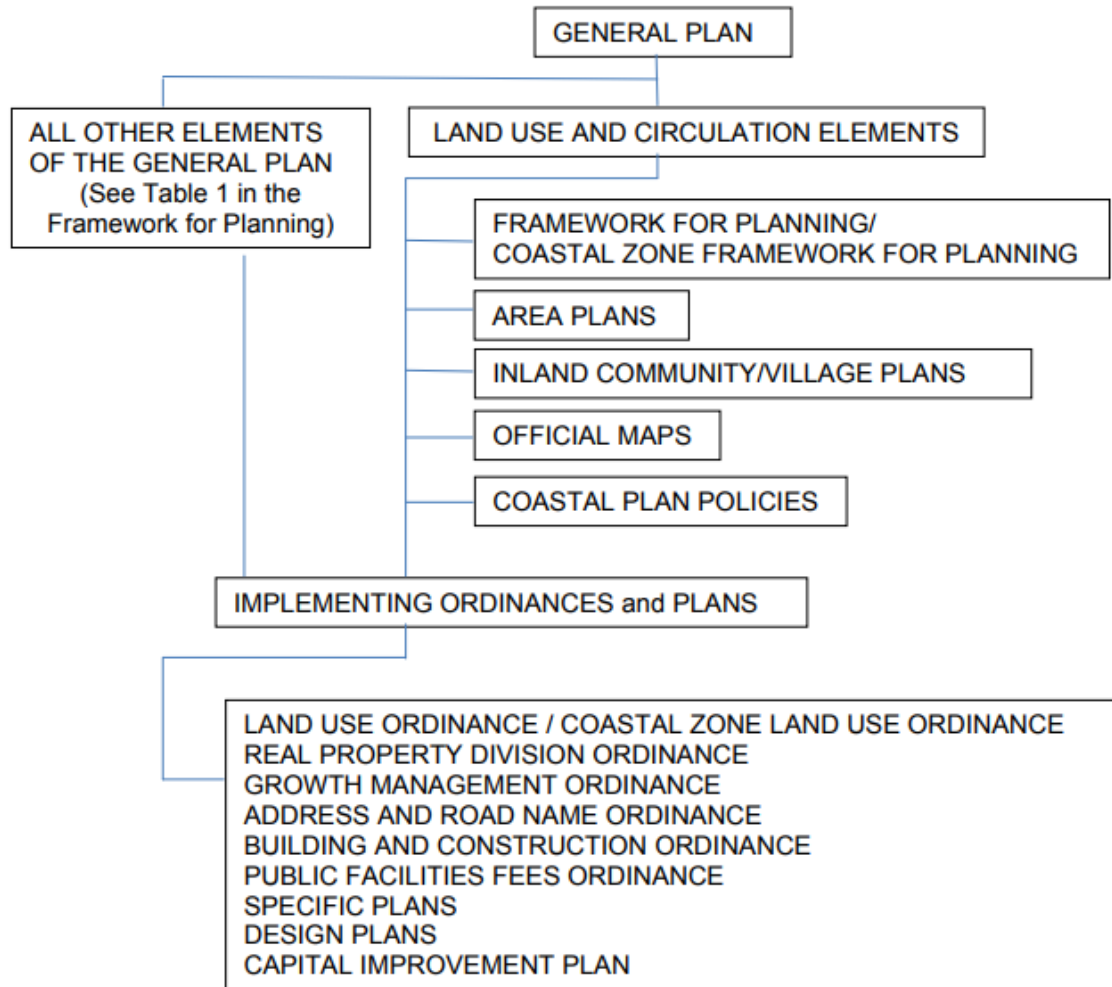 GENERAL PLAN
ALL OTHER ELEMENTS
OF THE GENERAL PLAN
(See Table 1 in the
Framework for Planning)
LAND USE AND CIRCULATION ELEMENTS
FRAMEWORK FOR PLANNING/
COASTAL ZONE FRAMEWORK FOR PLANNING
AREA PLANS
INLAND COMMUNITY/VILLAGE PLANS
OFFICIAL MAPS
COASTAL PLAN POLICIES
IMPLEMENTING ORDINANCES and PLANS
LAND USE ORDINANCE / COASTAL ZONE LAND USE ORDINANCE
REAL PROPERTY DIVISION ORDINANCE
GROWTH MANAGEMENT ORDINANCE
ADDRESS AND ROAD NAME ORDINANCE
BUILDING AND CONSTRUCTION ORDINANCE
PUBLIC FACILITIES FEES ORDINANCE
SPECIFIC PLANS
DESIGN PLANS
CAPITAL IMPROVEMENT PLAN